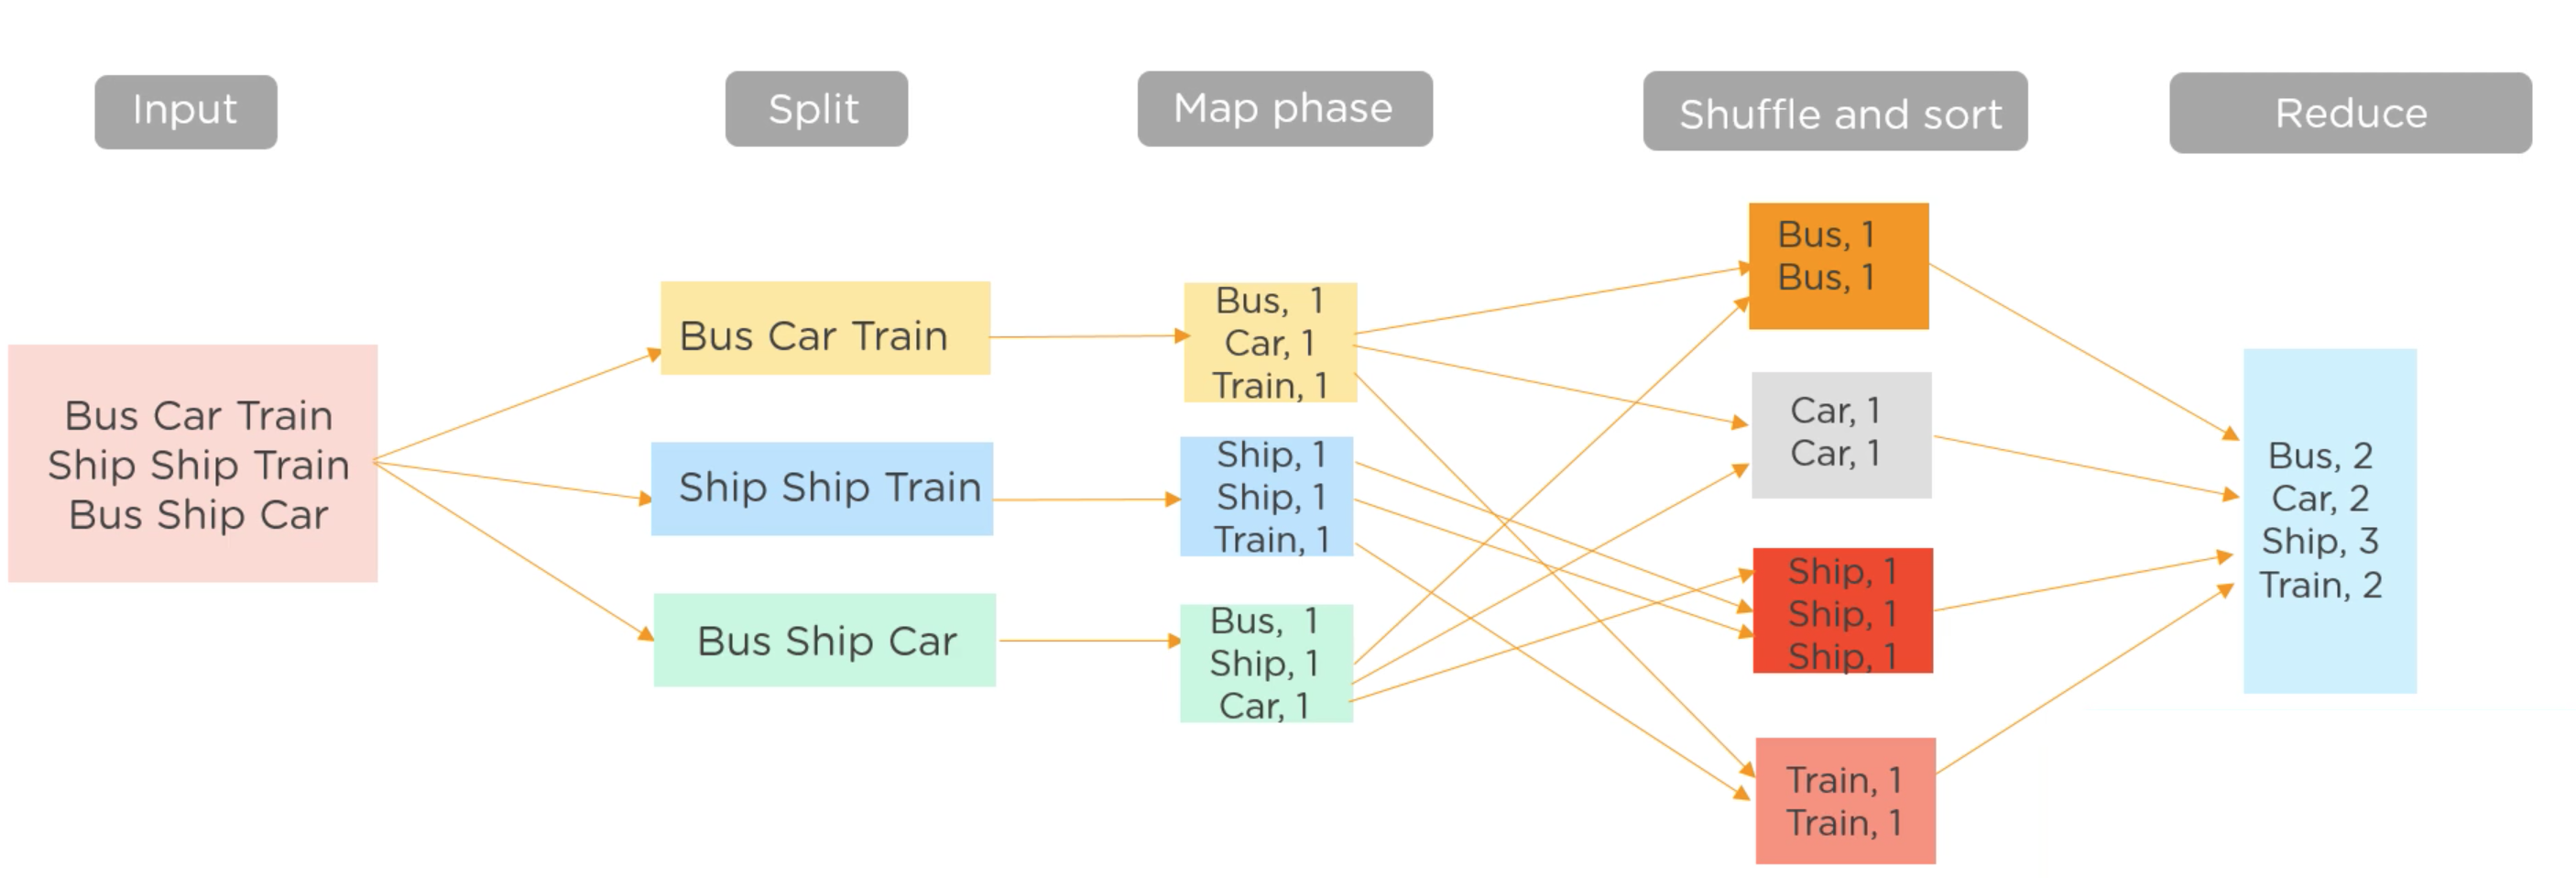 Input
Split
Map phase
Shuffle and sort
Reduce
Bus Car Train
Ship Ship Train
Bus Ship Car
Bus Car Train
Ship Ship Train
Bus Ship Car
Bus, 1
Car, 1
Train, 1
Ship, 1
Ship, 1
Train, 1
Bus, 1
Ship, 1
Car, 1
Bus, 1
Bus, 1
Car, 1
Car, 1
Ship, 1
Ship, 1
Ship, 1
Train, 1
Train, 1
Bus, 2
Car, 2
Ship, 3
Train, 2